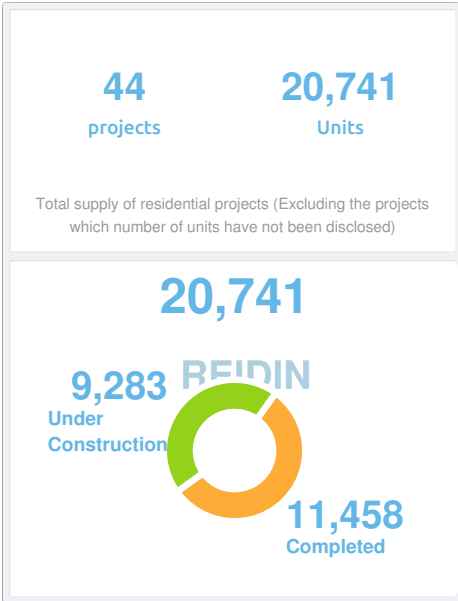 44
projects
20,741
Units
Total supply of residential projects (Excluding the projects
which number of units have not been disclosed)
20,741
REIDIN
9,283
Under
Construction
11,458
Completed